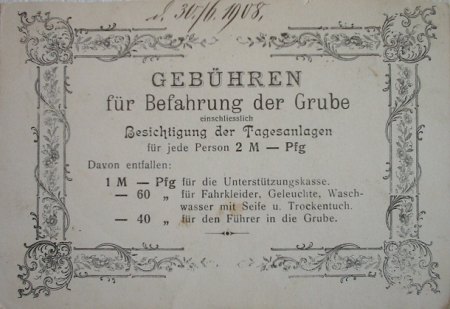 d. 30./6. 1908.
GEBÜHREN
für Befahrung der Grube
einschliesslich
Besichtigung der Tagesanlagen
für jede Person 2 M — Pfg
Davon entfallen:
1 M — Pfg für die Unterstützungskasse.
— 60 „ für Fahrkleider, Geleuchte, Wasch-
wasser mit Seife u. Trockentuch.
— 40 „ für den Führer in die Grube.